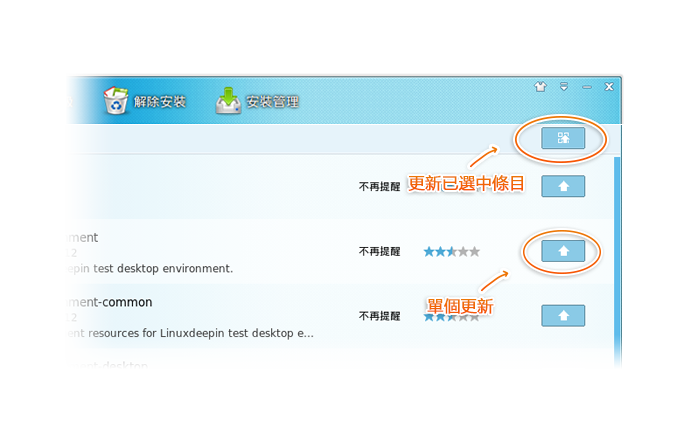 解除安裝 安裝管理
不再提醒
更新已選中條目
ment
.2
不再提醒
epin test desktop environment.
單個更新
ment-common
.2
不再提醒
ent resources for Linuxdeepin test desktop e...